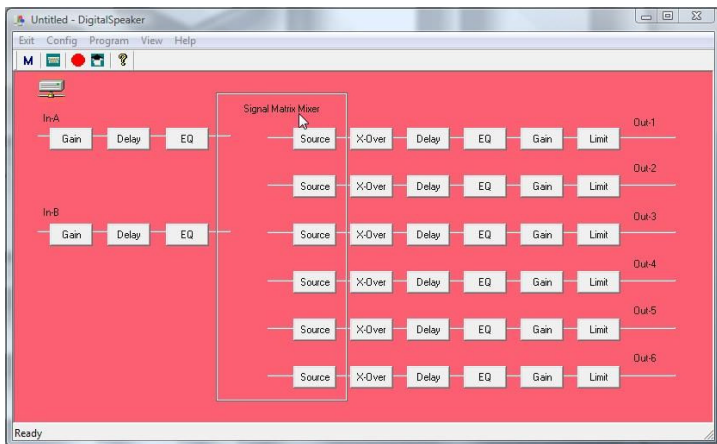 Untitled - DigitalSpeaker
Exit Config Program View Help
M
Signal Matrix Mixer
In-A
Out-1
Gain Delay EQ Source X-Over Delay EQ Gain Limit
Out-2
Source X-Over Delay EQ Gain Limit
In-B
Out-3
Gain Delay EQ Source X-Over Delay EQ Gain Limit
Out-4
Source X-Over Delay EQ Gain Limit
Out-5
Source X-Over Delay EQ Gain Limit
Out-6
Source X-Over Delay EQ Gain Limit
Ready